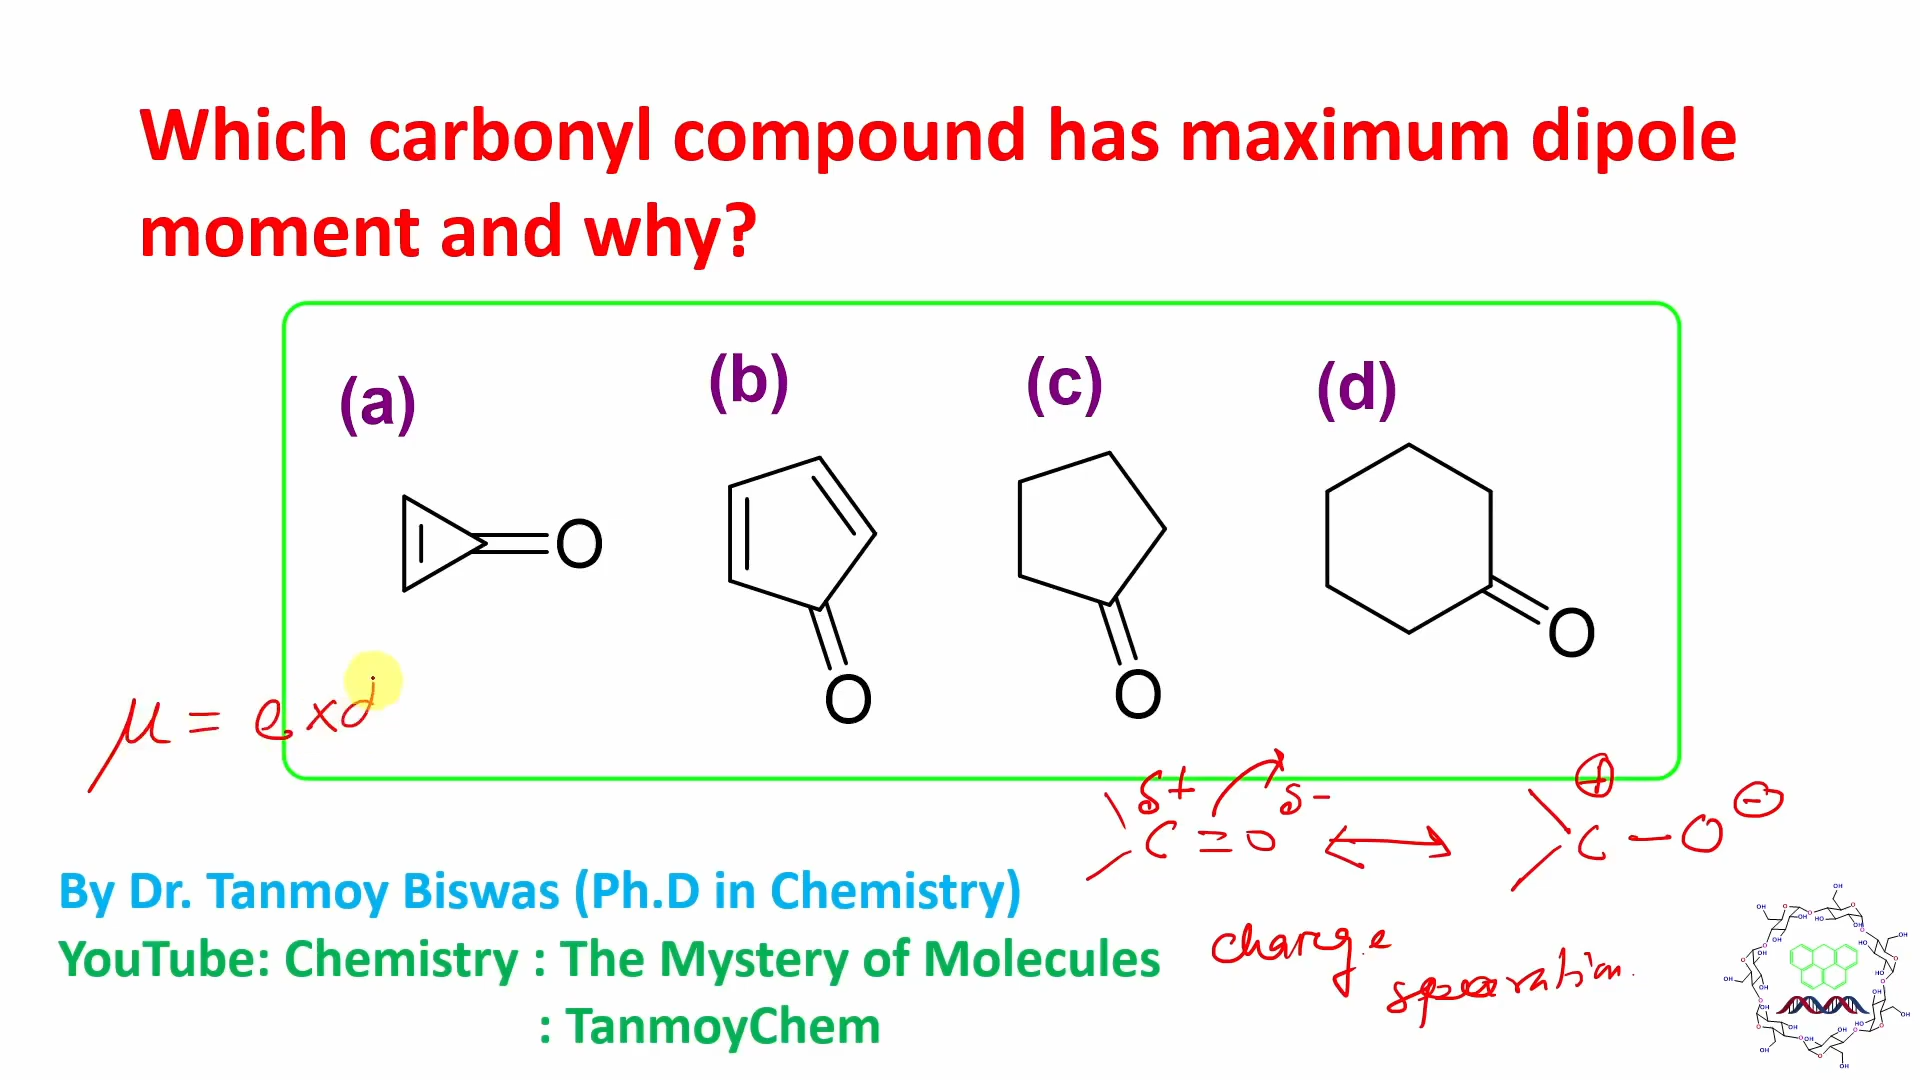 Which carbonyl compound has maximum dipole
moment and why?
(a)
(b)
(c)
(d)
O
O
O
O
μ = e × d
δ+ δ-
C = O ⟷ C – O
⊕ ⊖
charge
separation.
By Dr. Tanmoy Biswas (Ph.D in Chemistry)
YouTube: Chemistry : The Mystery of Molecules
: TanmoyChem